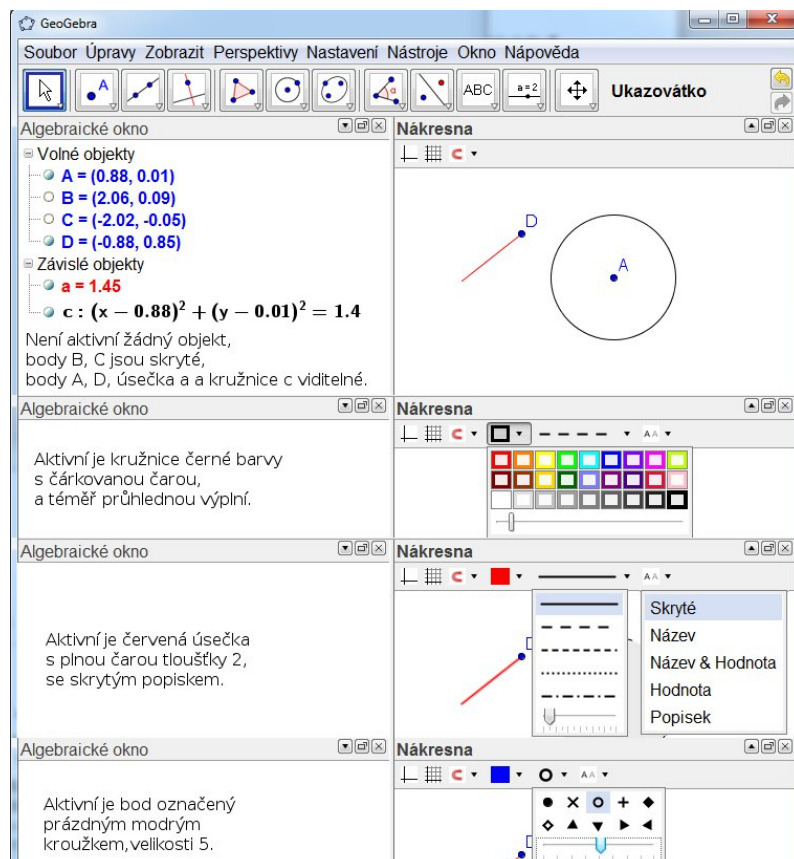 GeoGebra
Soubor Úpravy Zobrazit Perspektivy Nastavení Nástroje Okno Nápověda
A α ABC a=2 Ukazovátko
Algebraické okno
Nákresna
Volné objekty
A = (0.88, 0.01)
B = (2.06, 0.09)
C = (-2.02, -0.05)
D = (-0.88, 0.85)
Závislé objekty
a = 1.45
c : (x − 0.88)² + (y − 0.01)² = 1.4
Není aktivní žádný objekt,
body B, C jsou skryté,
body A, D, úsečka a a kružnice c viditelné.
D
A
Algebraické okno
Nákresna
AA
Aktivní je kružnice černé barvy
s čárkovanou čarou,
a téměř průhlednou výplní.
Algebraické okno
Nákresna
AA
Aktivní je červená úsečka
s plnou čarou tloušťky 2,
se skrytým popiskem.
Skryté
Název
Název & Hodnota
Hodnota
Popisek
Algebraické okno
Nákresna
AA
Aktivní je bod označený
prázdným modrým
kroužkem,velikosti 5.